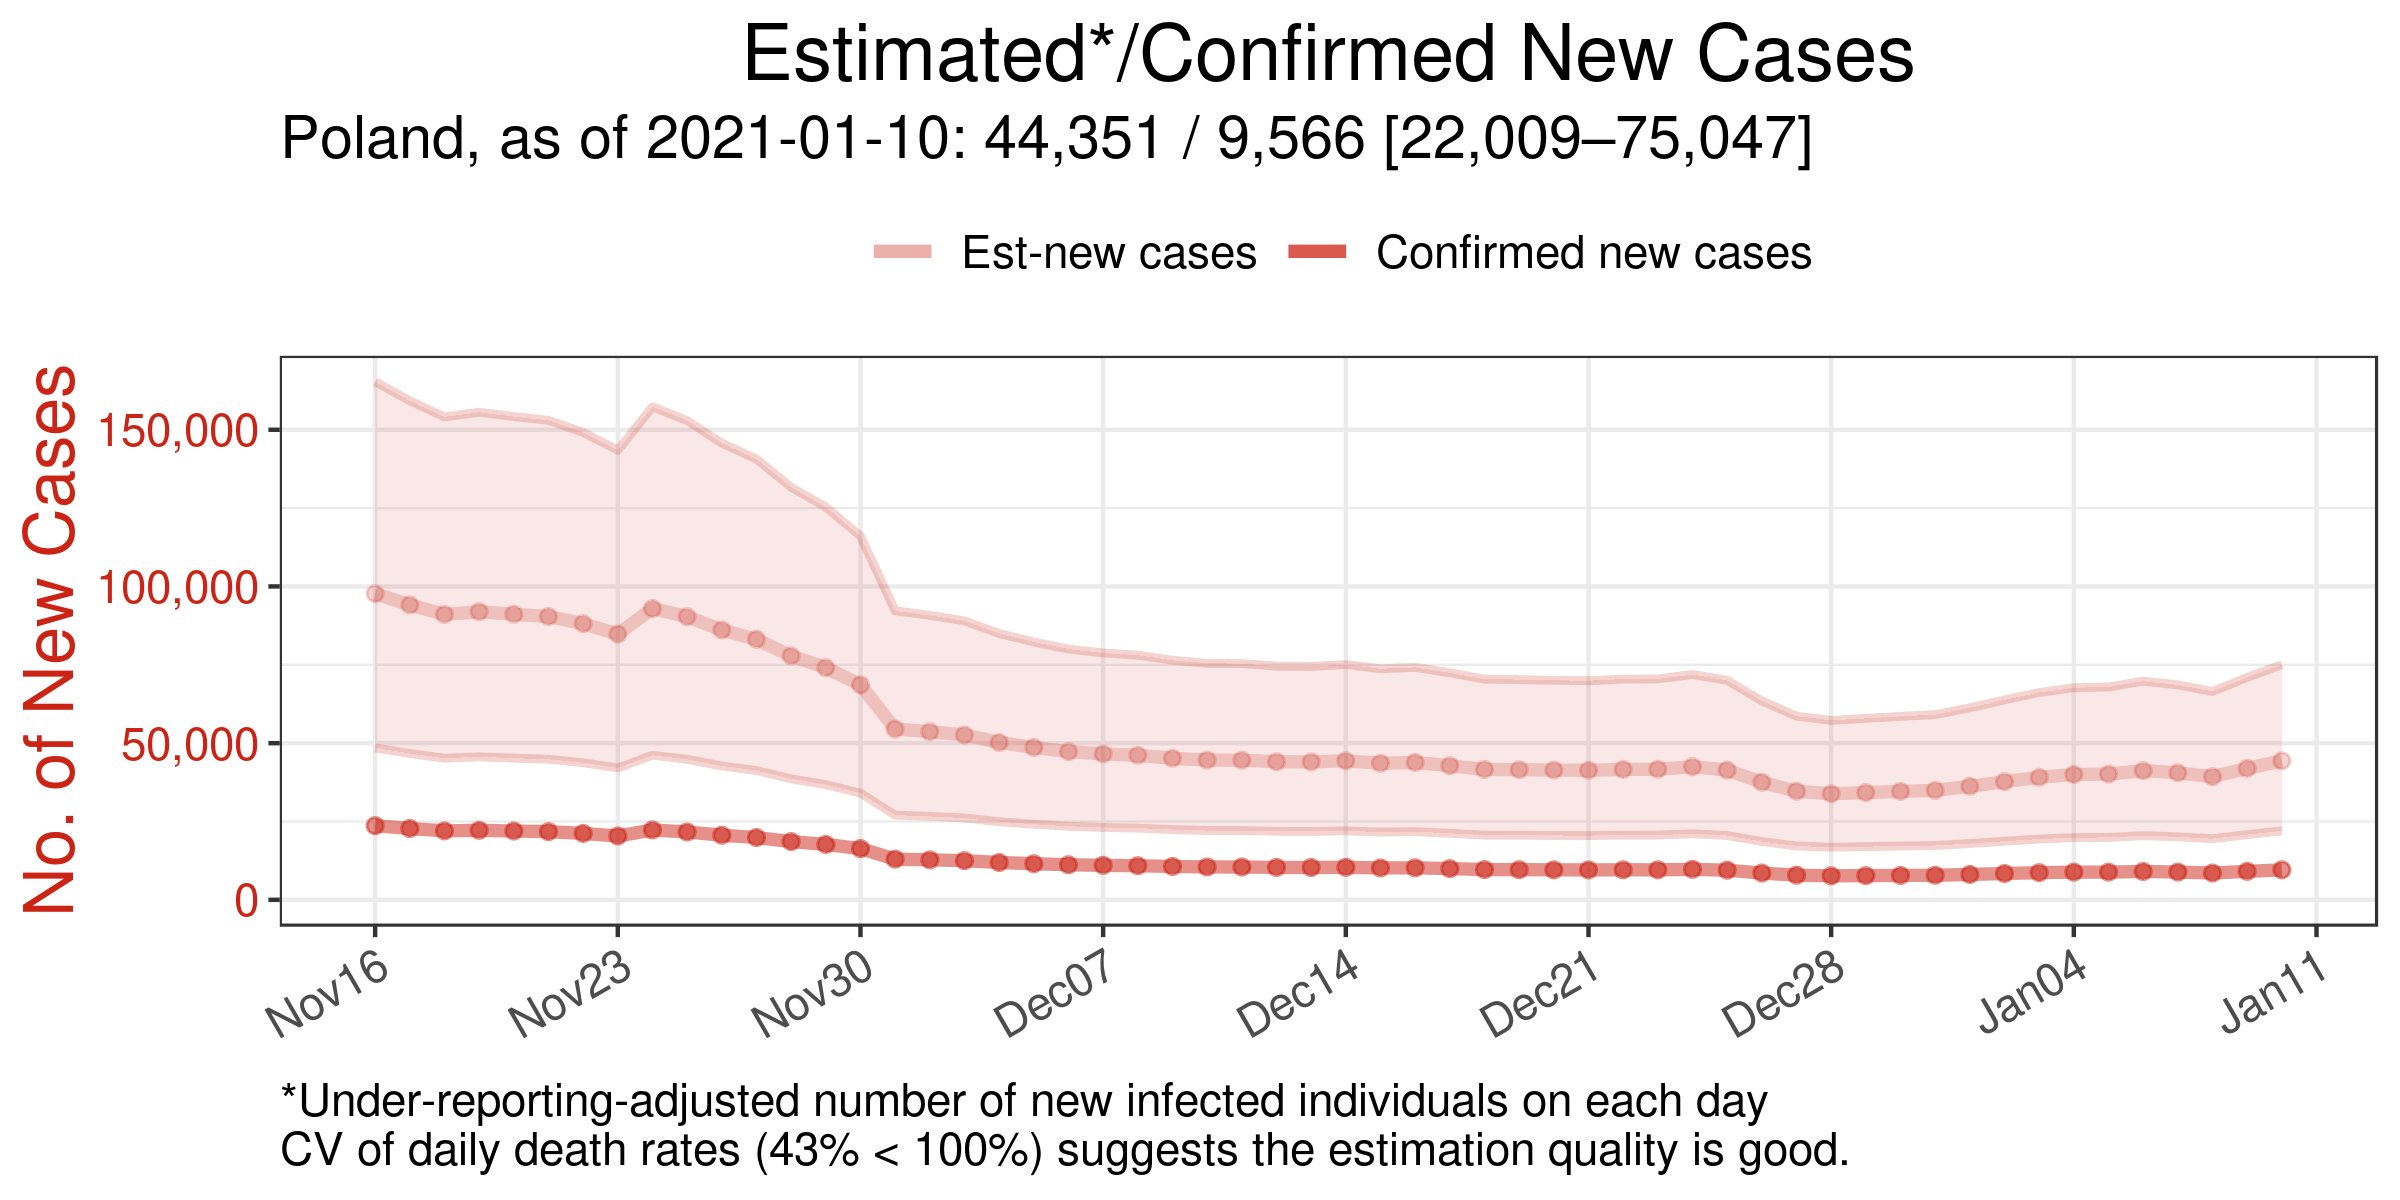 Estimated*/Confirmed New Cases
Poland, as of 2021-01-10: 44,351 / 9,566 [22,009–75,047]
Est-new cases
Confirmed new cases
No. of New Cases
150,000
100,000
50,000
0
Nov16
Nov23
Nov30
Dec07
Dec14
Dec21
Dec28
Jan04
Jan11
*Under-reporting-adjusted number of new infected individuals on each day
CV of daily death rates (43% < 100%) suggests the estimation quality is good.